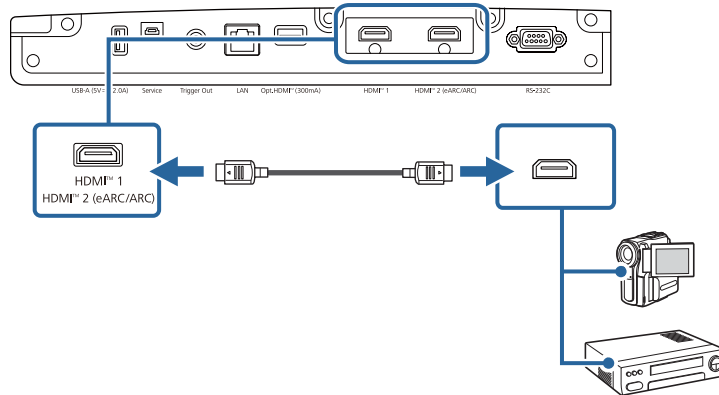 USB-A (5V⎓2.0A) Service Trigger Out LAN Opt.HDMI™(300mA) HDMI™ 1 HDMI™ 2 (eARC/ARC) RS-232C
HDMI™ 1
HDMI™ 2 (eARC/ARC)